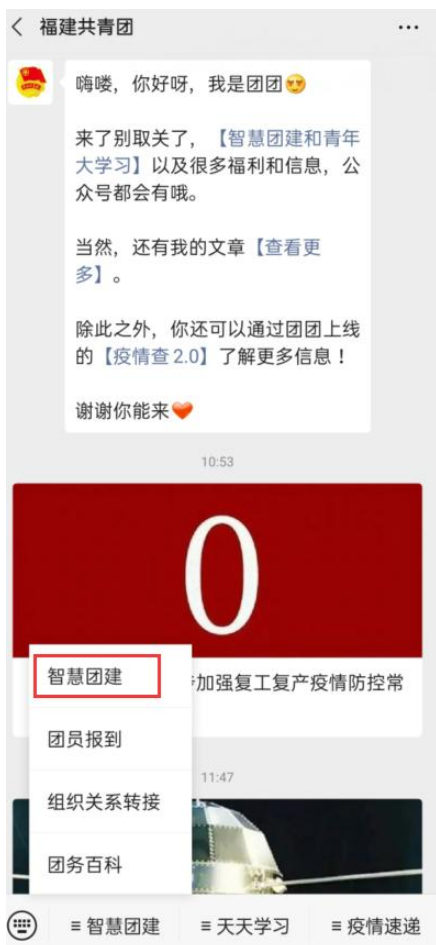 福建共青团
嗨喽，你好呀，我是团团
来了别取关了，【智慧团建和青年
大学习】以及很多福利和信息，公
众号都会有哦。
当然，还有我的文章【查看更
多】。
除此之外，你还可以通过团团上线
的【疫情查 2.0】了解更多信息！
谢谢你能来
10:53
0
加强复工复产疫情防控常
智慧团建
团员报到
11:47
组织关系转接
团务百科
≡ 智慧团建
≡ 天天学习
≡ 疫情速递